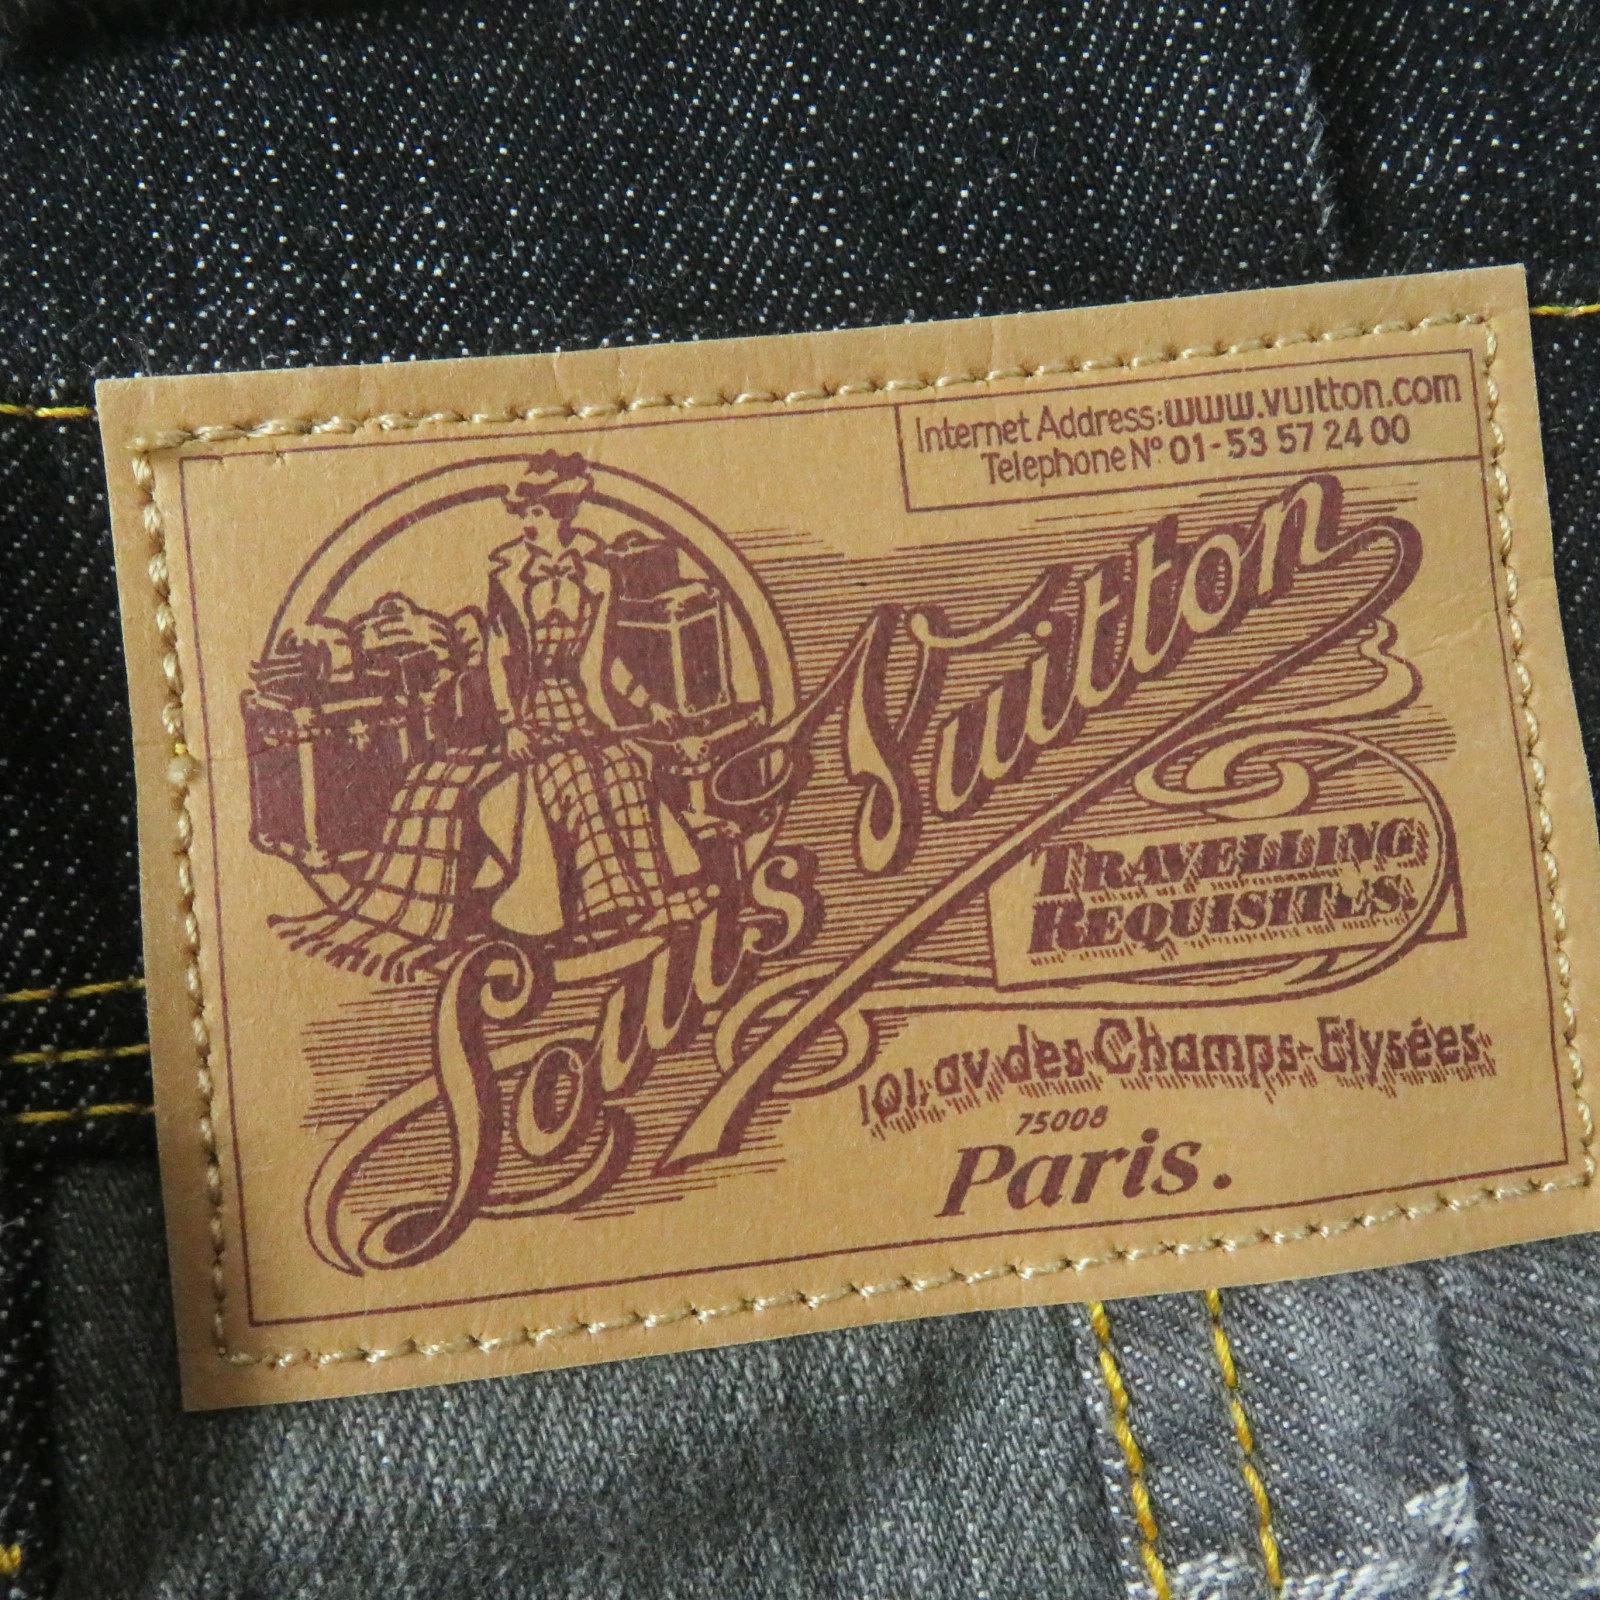 Internet Address:www.vuitton.com
Telephone Nº 01-53 57 24 00
Louis Vuitton
TRAVELLING
REQUISITES.
101, av des Champs-Elysées.
75008
Paris.